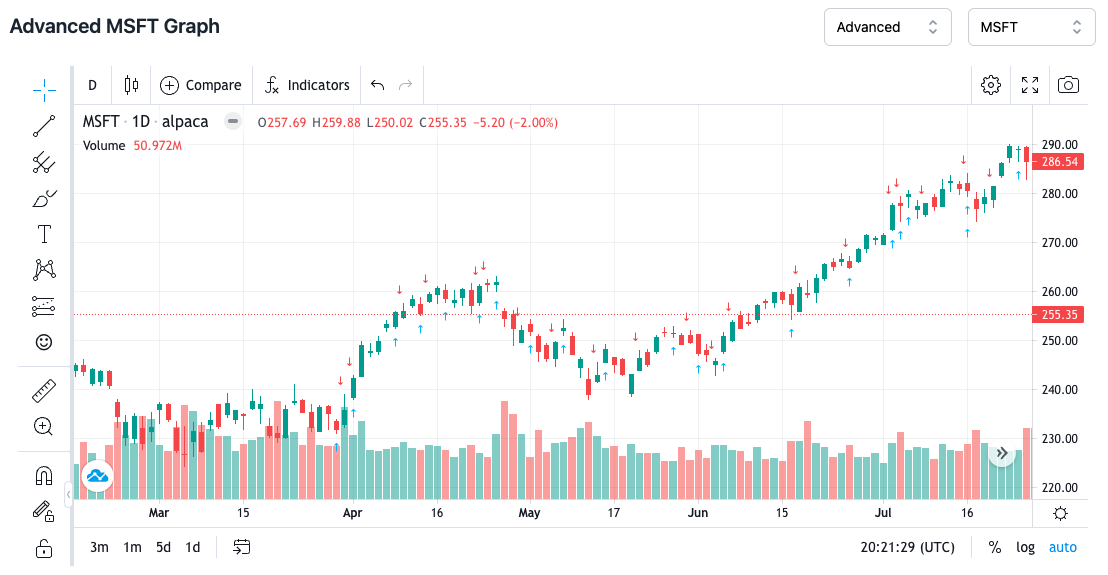 Advanced MSFT Graph
Advanced
MSFT
D
Compare
Indicators
MSFT · 1D · alpaca
O257.69 H259.88 L250.02 C255.35 −5.20 (−2.00%)
Volume 50.972M
290.00
286.54
280.00
270.00
260.00
255.35
250.00
240.00
230.00
220.00
Mar
15
Apr
16
May
17
Jun
15
Jul
16
3m 1m 5d 1d
20:21:29 (UTC)
% log auto